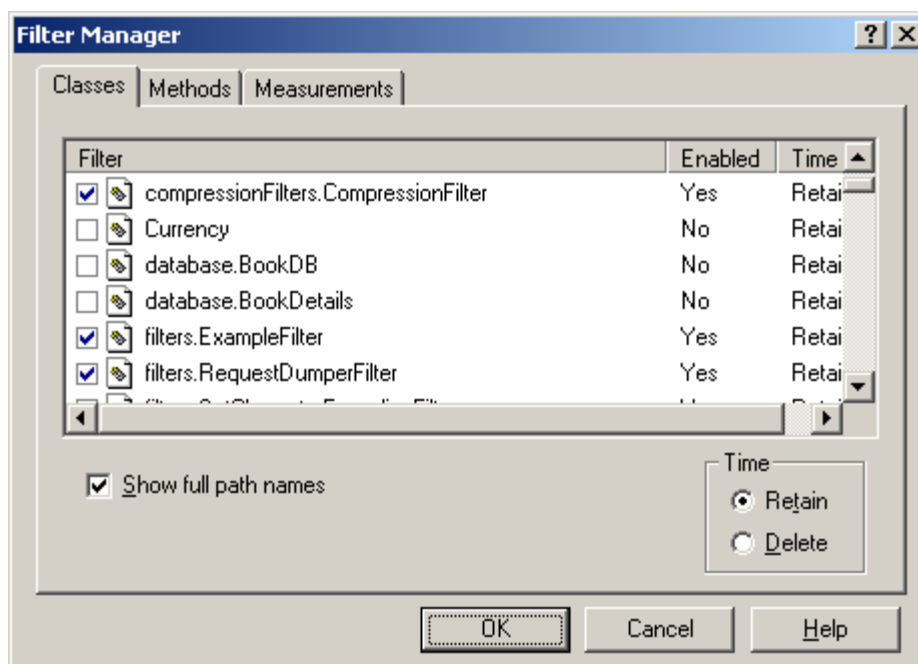 Filter Manager
Classes Methods Measurements
Filter Enabled Time
compressionFilters.CompressionFilter Yes Retai
Currency No Retai
database.BookDB No Retai
database.BookDetails No Retai
filters.ExampleFilter Yes Retai
filters.RequestDumperFilter Yes Retai
Show full path names
Time
Retain
Delete
OK Cancel Help